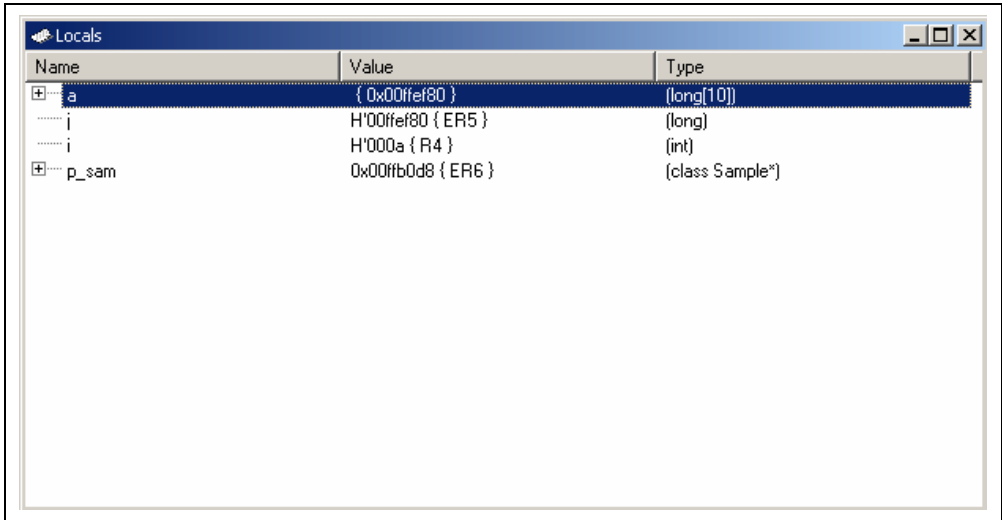 Locals
Name Value Type
a { 0x00ffef80 } (long[10])
j H'00ffef80 { ER5 } (long)
i H'000a { R4 } (int)
p_sam 0x00ffb0d8 { ER6 } (class Sample*)